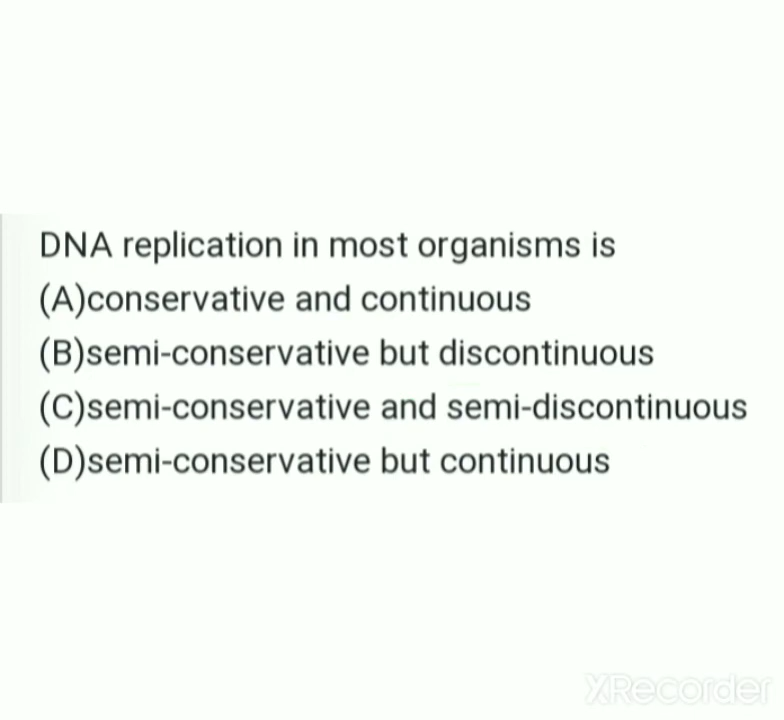 DNA replication in most organisms is
(A)conservative and continuous
(B)semi-conservative but discontinuous
(C)semi-conservative and semi-discontinuous
(D)semi-conservative but continuous
XRecorder